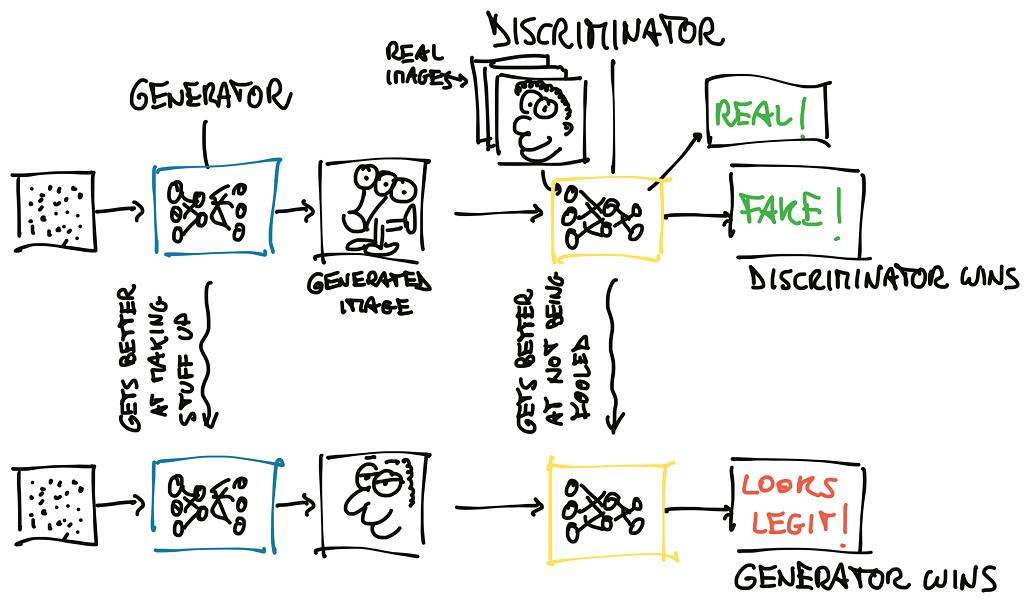 DISCRIMINATOR
REAL
IMAGES
GENERATOR
REAL!
FAKE!
DISCRIMINATOR WINS
GENERATED
IMAGE
GETS BETTER
AT MAKING
STUFF UP
GETS BETTER
AT NOT BEING
FOOLED
LOOKS
LEGIT!
GENERATOR WINS